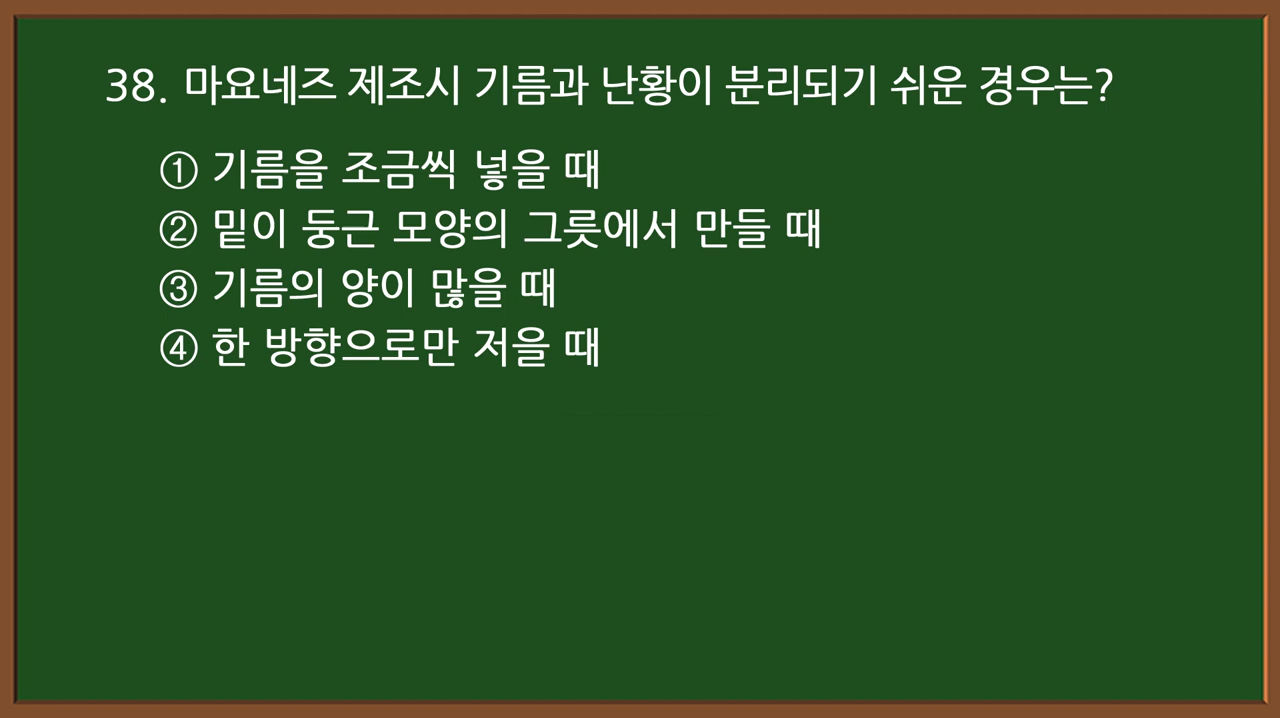 38. 마요네즈 제조시 기름과 난황이 분리되기 쉬운 경우는?
① 기름을 조금씩 넣을 때
② 밑이 둥근 모양의 그릇에서 만들 때
③ 기름의 양이 많을 때
④ 한 방향으로만 저을 때